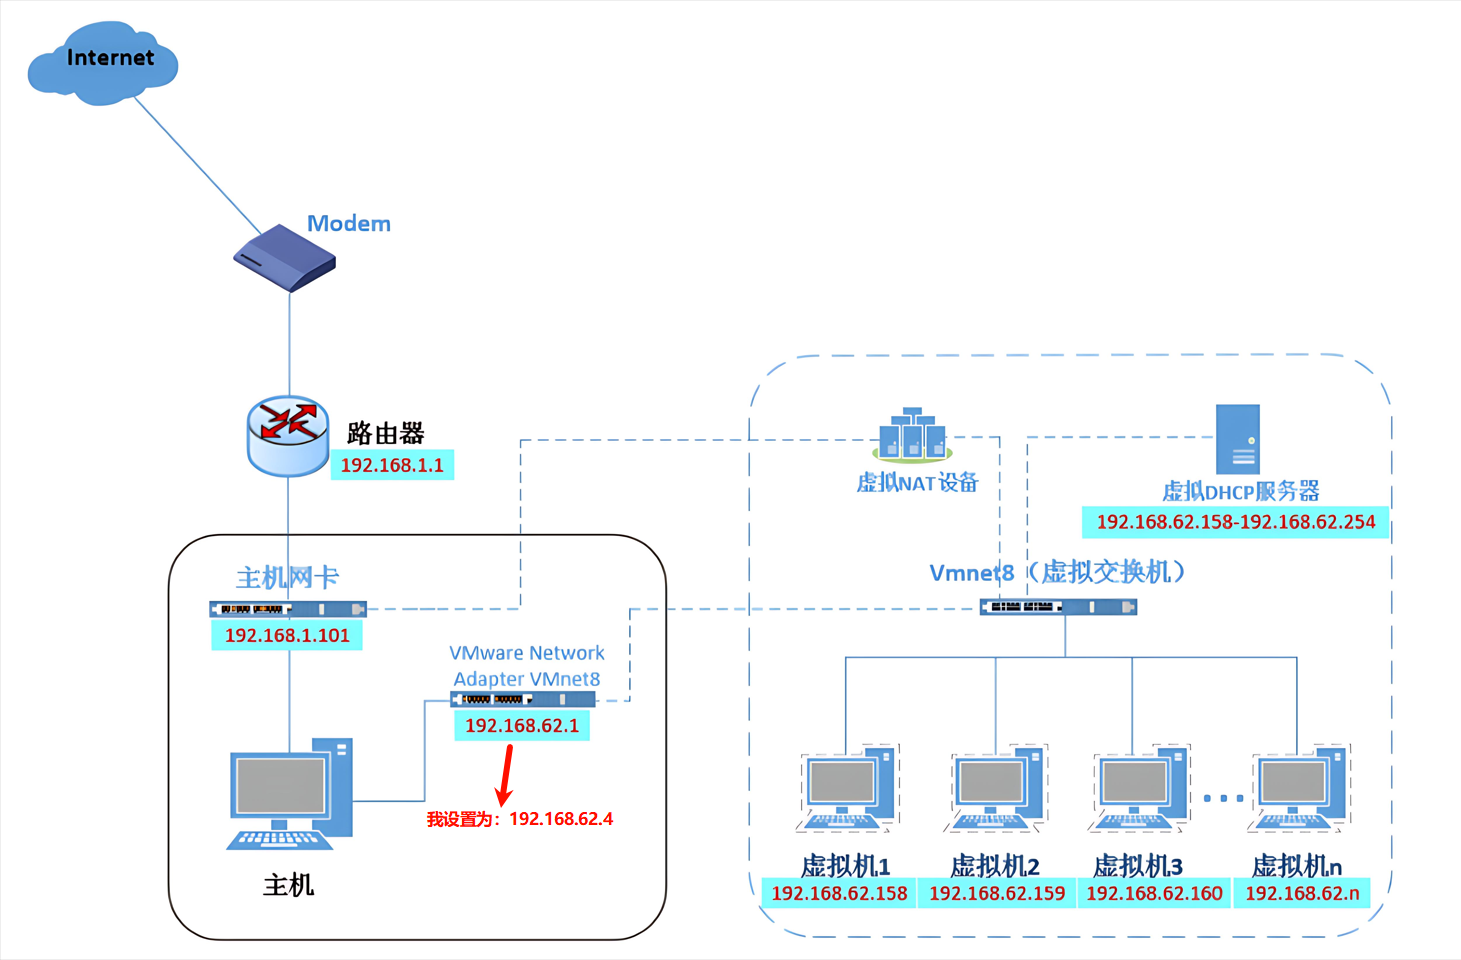 Internet
Modem
路由器
192.168.1.1
虚拟NAT设备
虚拟DHCP服务器
192.168.62.158-192.168.62.254
Vmnet8（虚拟交换机）
主机网卡
192.168.1.101
VMware Network
Adapter VMnet8
192.168.62.1
我设置为：192.168.62.4
主机
虚拟机1
虚拟机2
虚拟机3
虚拟机n
192.168.62.158
192.168.62.159
192.168.62.160
192.168.62.n